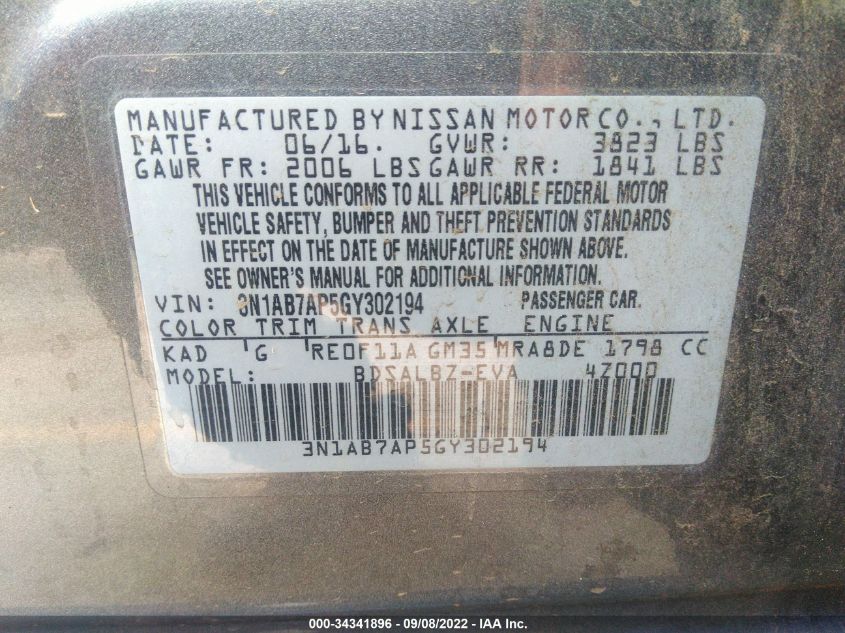 MANUFACTURED BY NISSAN MOTOR CO., LTD.
DATE: 06/16. GVWR: 3823 LBS
GAWR FR: 2006 LBS GAWR RR: 1841 LBS
THIS VEHICLE CONFORMS TO ALL APPLICABLE FEDERAL MOTOR
VEHICLE SAFETY, BUMPER AND THEFT PREVENTION STANDARDS
IN EFFECT ON THE DATE OF MANUFACTURE SHOWN ABOVE.
SEE OWNER'S MANUAL FOR ADDITIONAL INFORMATION.
VIN: 3N1AB7AP5GY302194 PASSENGER CAR.
COLOR TRIM TRANS AXLE ENGINE
KAD G RE0F11A GM35 MRA8DE 1798 CC
MODEL: BDSALBZ-EVA 4Z000
3N1AB7AP5GY302194
000-34341896 - 09/08/2022 - IAA Inc.